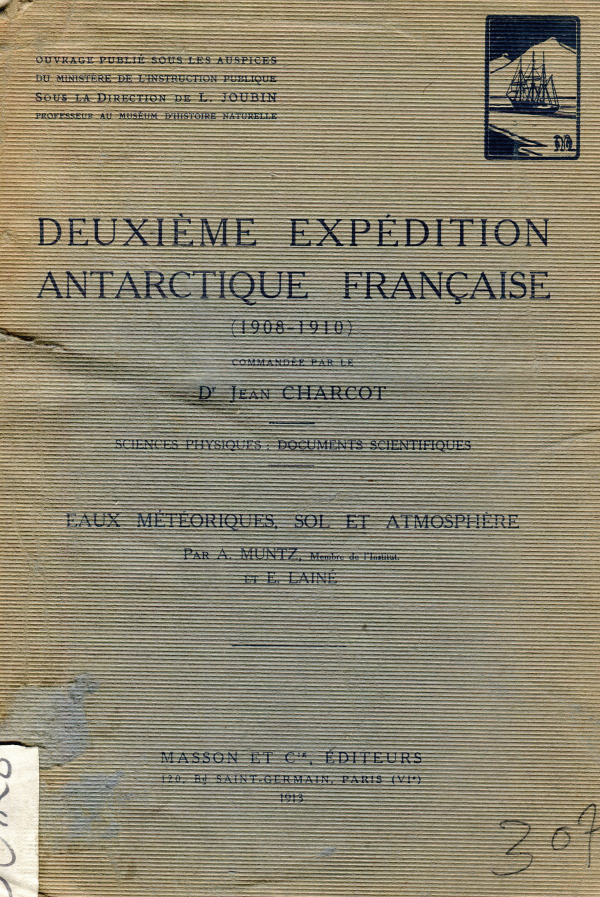 OUVRAGE PUBLIÉ SOUS LES AUSPICES
DU MINISTÈRE DE L'INSTRUCTION PUBLIQUE
SOUS LA DIRECTION DE L. JOUBIN
PROFESSEUR AU MUSÉUM D'HISTOIRE NATURELLE
DEUXIÈME EXPÉDITION
ANTARCTIQUE FRANÇAISE
(1908-1910)
COMMANDÉE PAR LE
Dr JEAN CHARCOT
SCIENCES PHYSIQUES : DOCUMENTS SCIENTIFIQUES
EAUX MÉTÉORIQUES, SOL ET ATMOSPHÈRE
PAR A. MUNTZ, Membre de l'Institut.
ET E. LAINÉ
MASSON ET Cie, ÉDITEURS
120, Bd SAINT-GERMAIN, PARIS (VIe)
1913
307